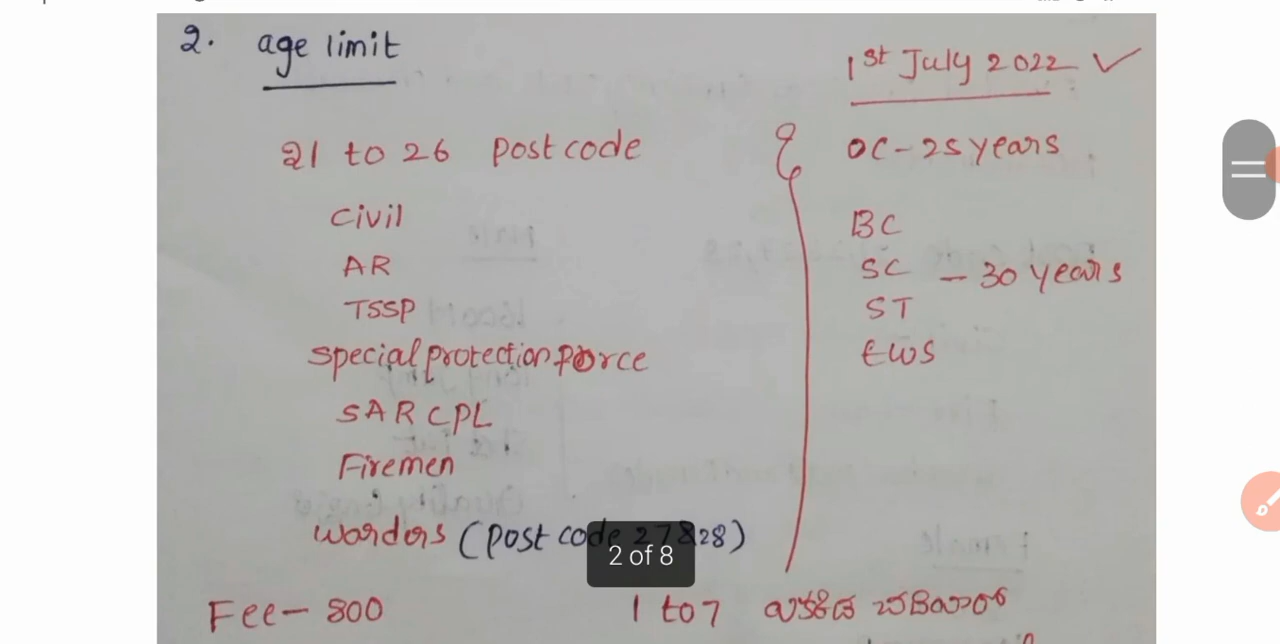 2. age limit
1st July 2022 ✓
21 to 26 Post code
OC - 25 years
Civil
BC
AR
SC - 30 years
TSSP
ST
Special protection Force
EWS
SAR CPL
Firemen
warders (post code 27&28)
2 of 8
Fee - 800
1 to 7